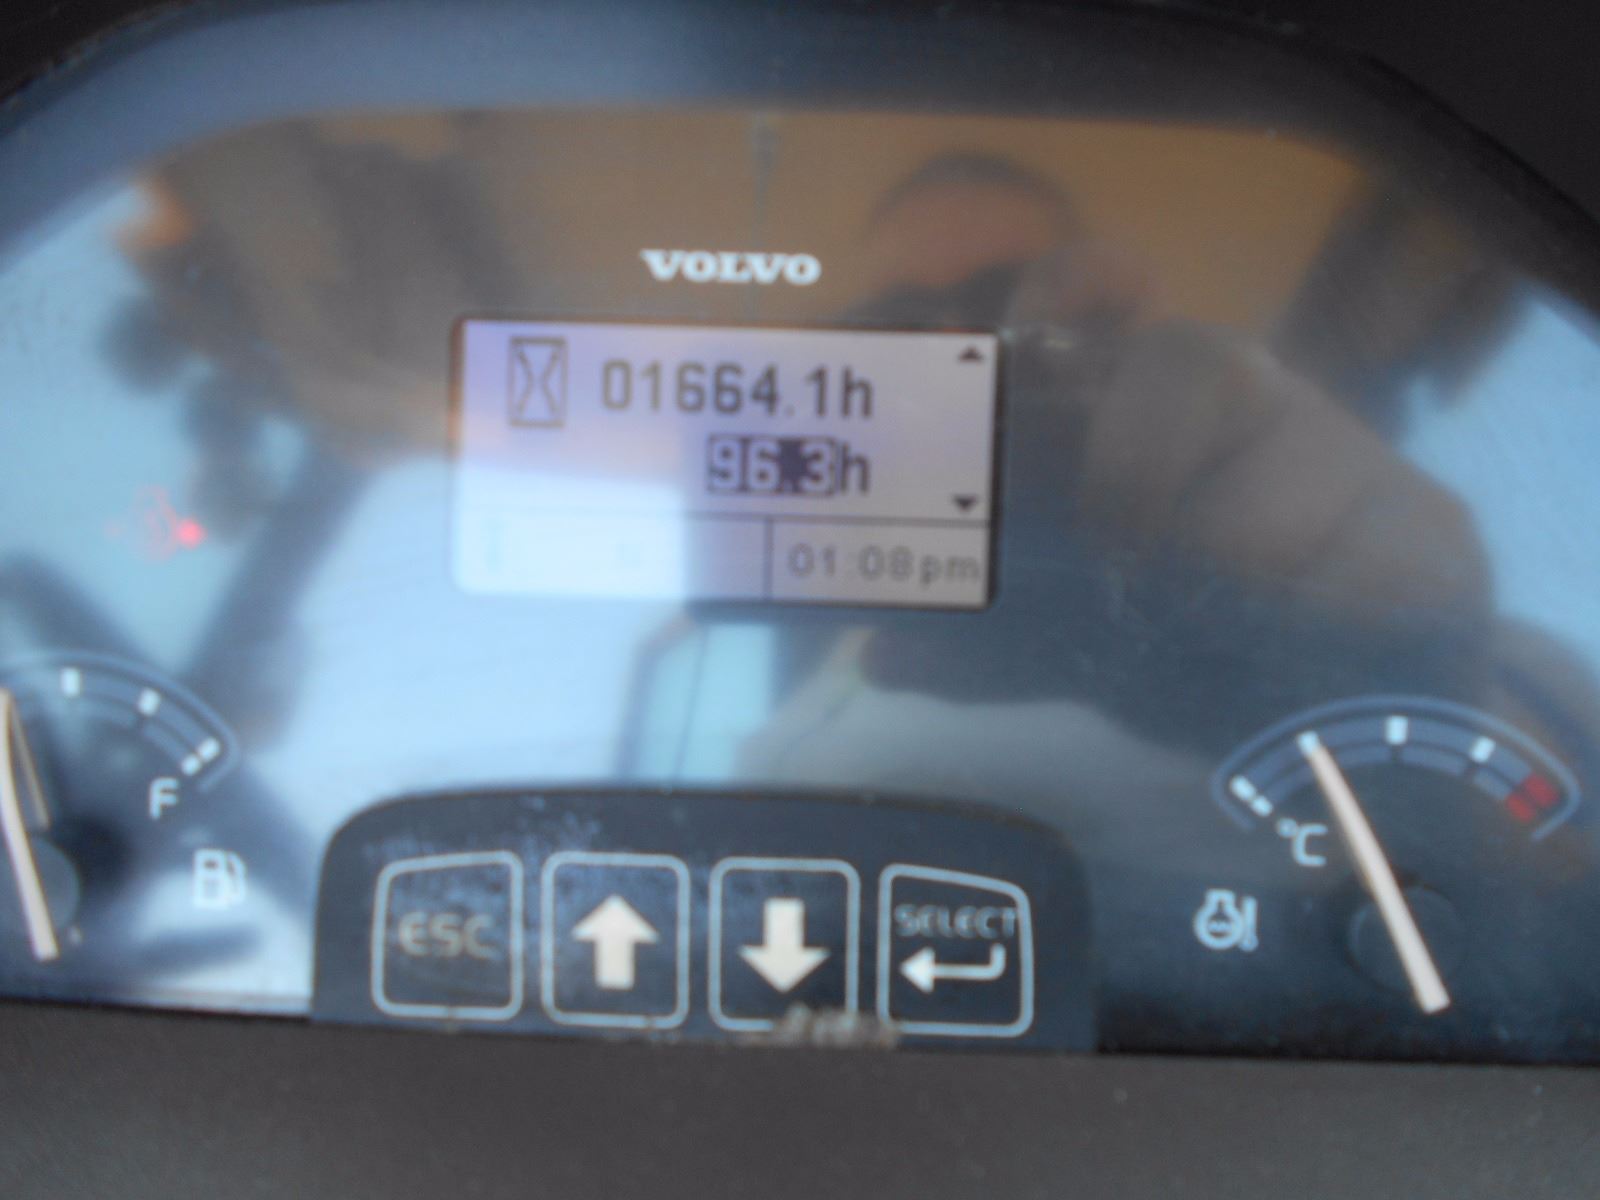 VOLVO
01664.1h
96.3h
01:08pm
F
°C
ESC
SELECT